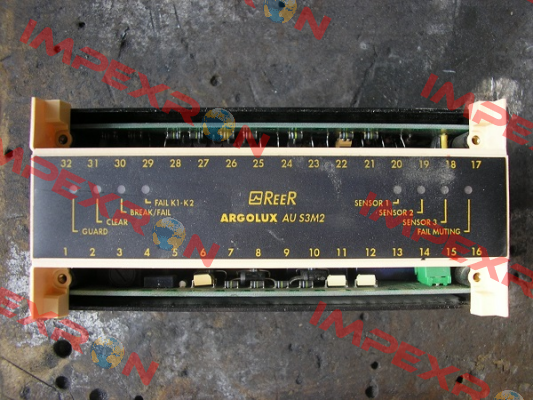 32 31 30 29 28 27 26 25 24 23 22 21 20 19 18 17
FAIL K1-K2
BREAK/FAIL
CLEAR
GUARD
REER
ARGOLUX AU S3M2
SENSOR 1
SENSOR 2
SENSOR 3
FAIL MUTING
1 2 3 4 5 6 7 8 9 10 11 12 13 14 15 16
IMPEXRON
IMPEXRON
IMPEXRON
IMPEXRON
IMPEXRON